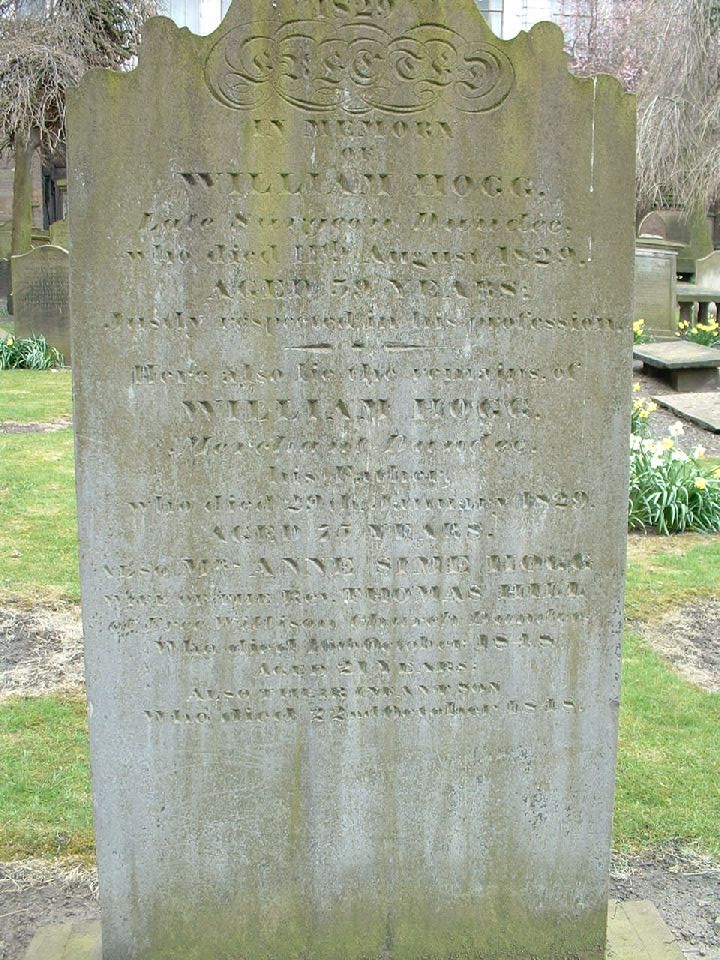 1829
ERECTED
IN MEMORY
OF
WILLIAM HOGG.
Late Surgeon Dundee.
who died 11th August 1829.
AGED 39 YEARS:
Justly respected in his profession.
Here also lie the remains of
WILLIAM HOGG.
Merchant Dundee.
his Father,
who died 29th January 1829.
AGED 75 YEARS.
ALSO Mrs ANNE SIME HOGG
WIFE OF THE Rev. THOMAS HILL
of Free Willison Church Dundee,
Who died October 1848
AGED 21 YEARS:
ALSO THEIR INFANT SON
Who died 22nd October 1848.